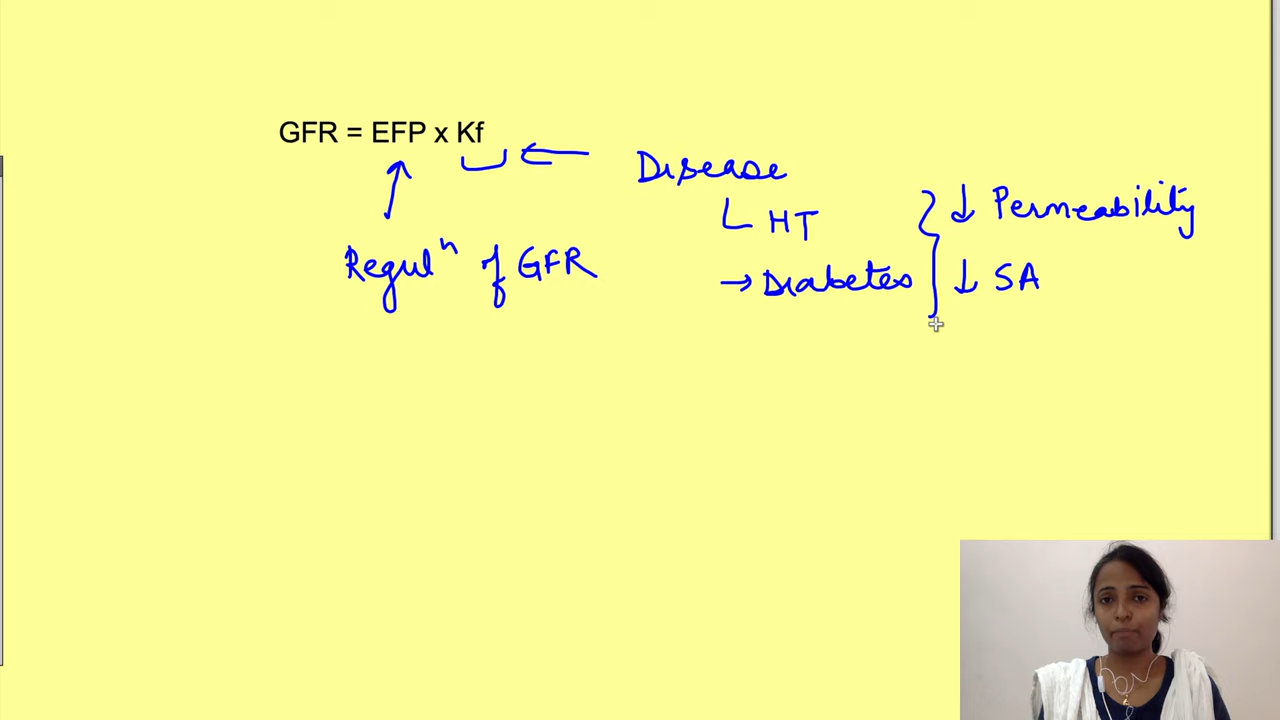 GFR = EFP x Kf
Disease
HT
→ Diabetes
↓ Permeability
↓ SA
Regulⁿ of GFR